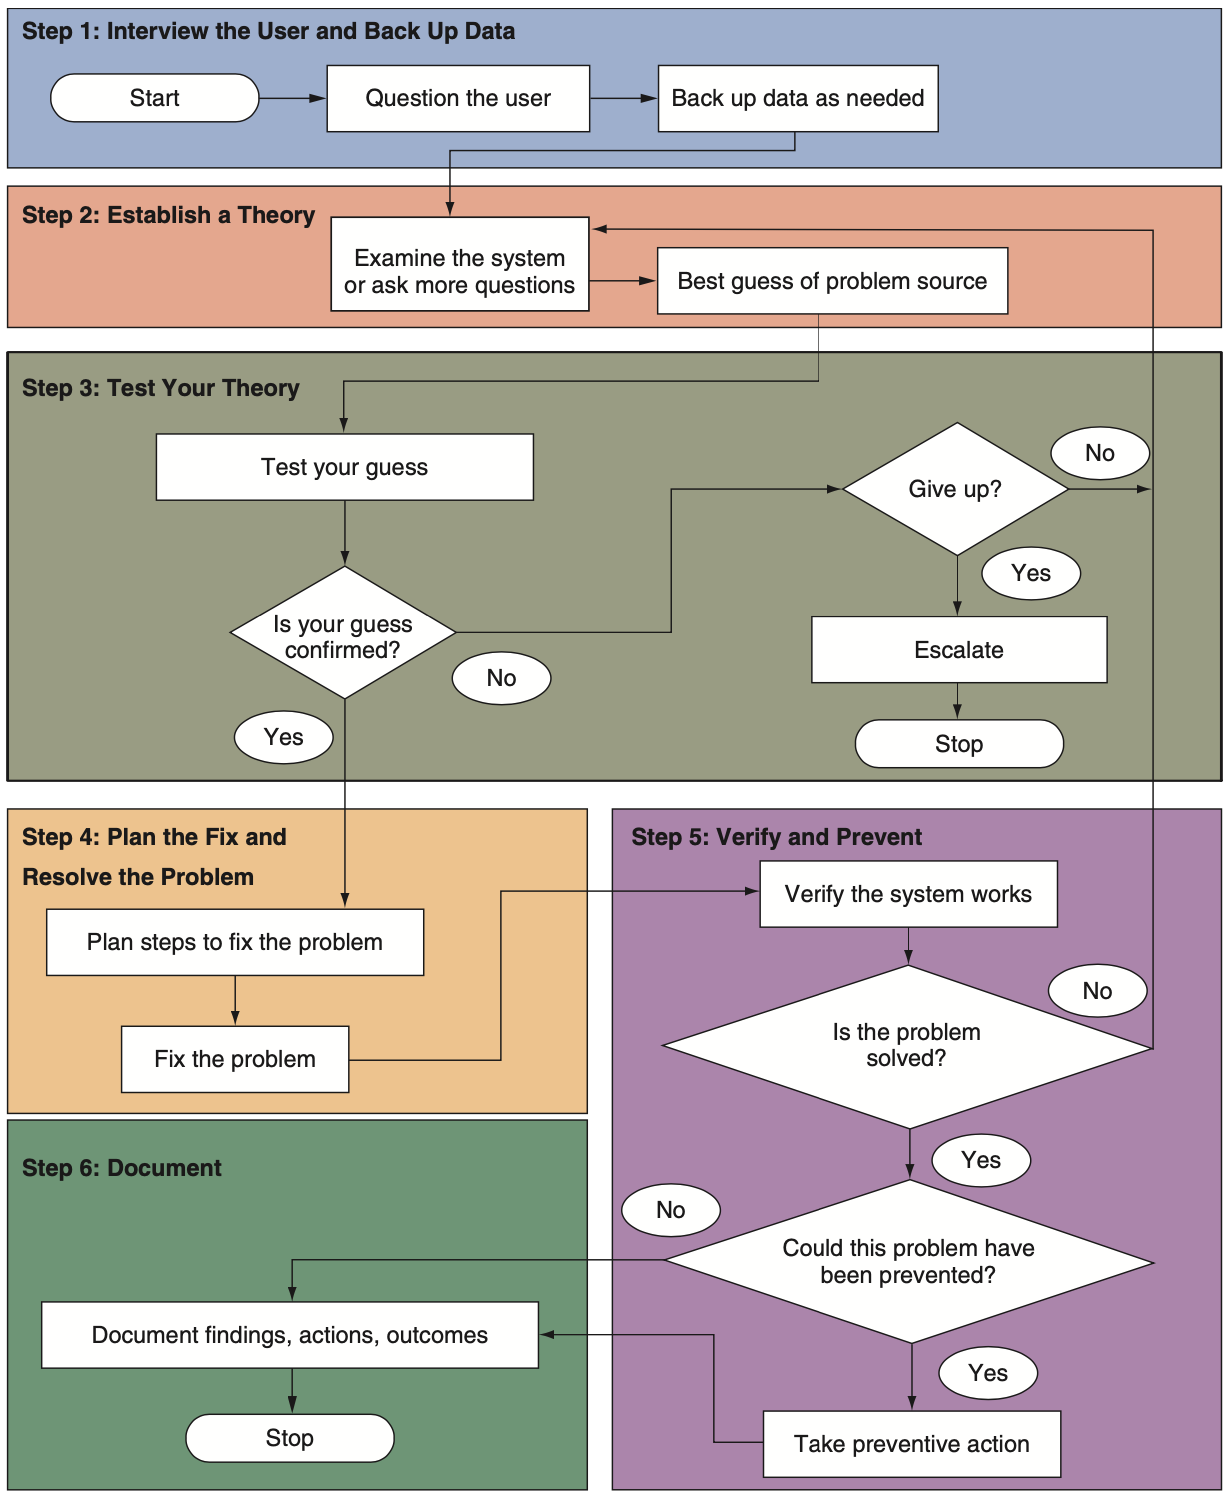 Step 1: Interview the User and Back Up Data
Start
Question the user
Back up data as needed
Step 2: Establish a Theory
Examine the system
or ask more questions
Best guess of problem source
Step 3: Test Your Theory
Test your guess
Give up?
No
Yes
Is your guess
confirmed?
No
Yes
Escalate
Stop
Step 4: Plan the Fix and
Resolve the Problem
Plan steps to fix the problem
Fix the problem
Step 5: Verify and Prevent
Verify the system works
No
Is the problem
solved?
Yes
No
Could this problem have
been prevented?
Yes
Take preventive action
Step 6: Document
Document findings, actions, outcomes
Stop